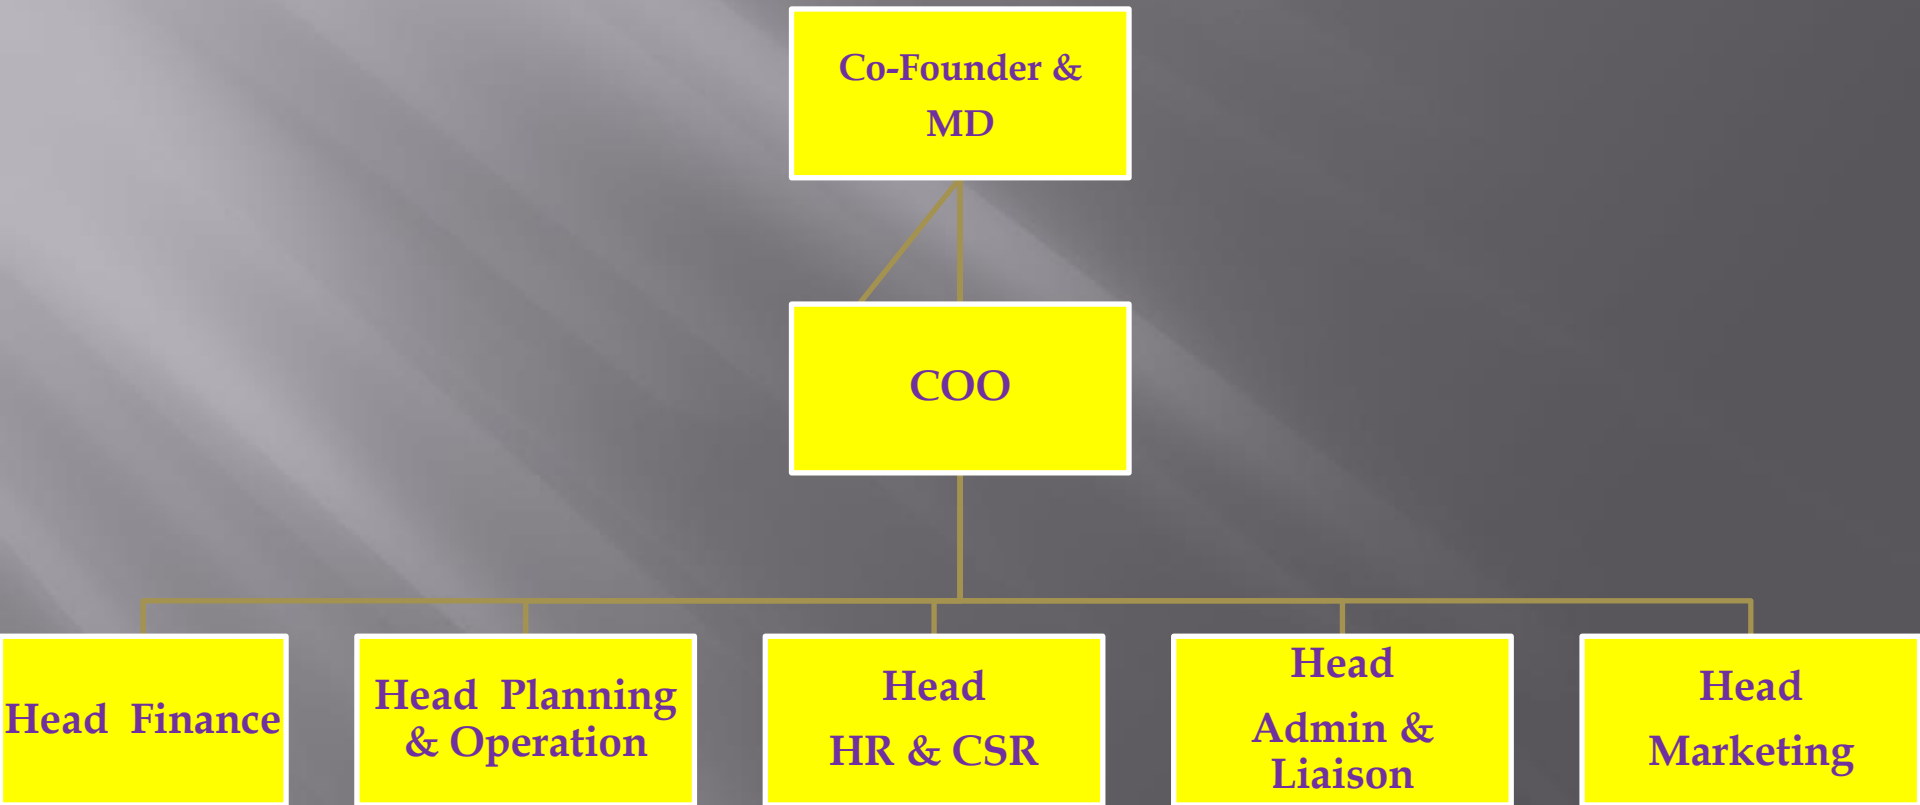 Co-Founder &
MD
COO
Head Finance
Head Planning
& Operation
Head
HR & CSR
Head
Admin &
Liaison
Head
Marketing